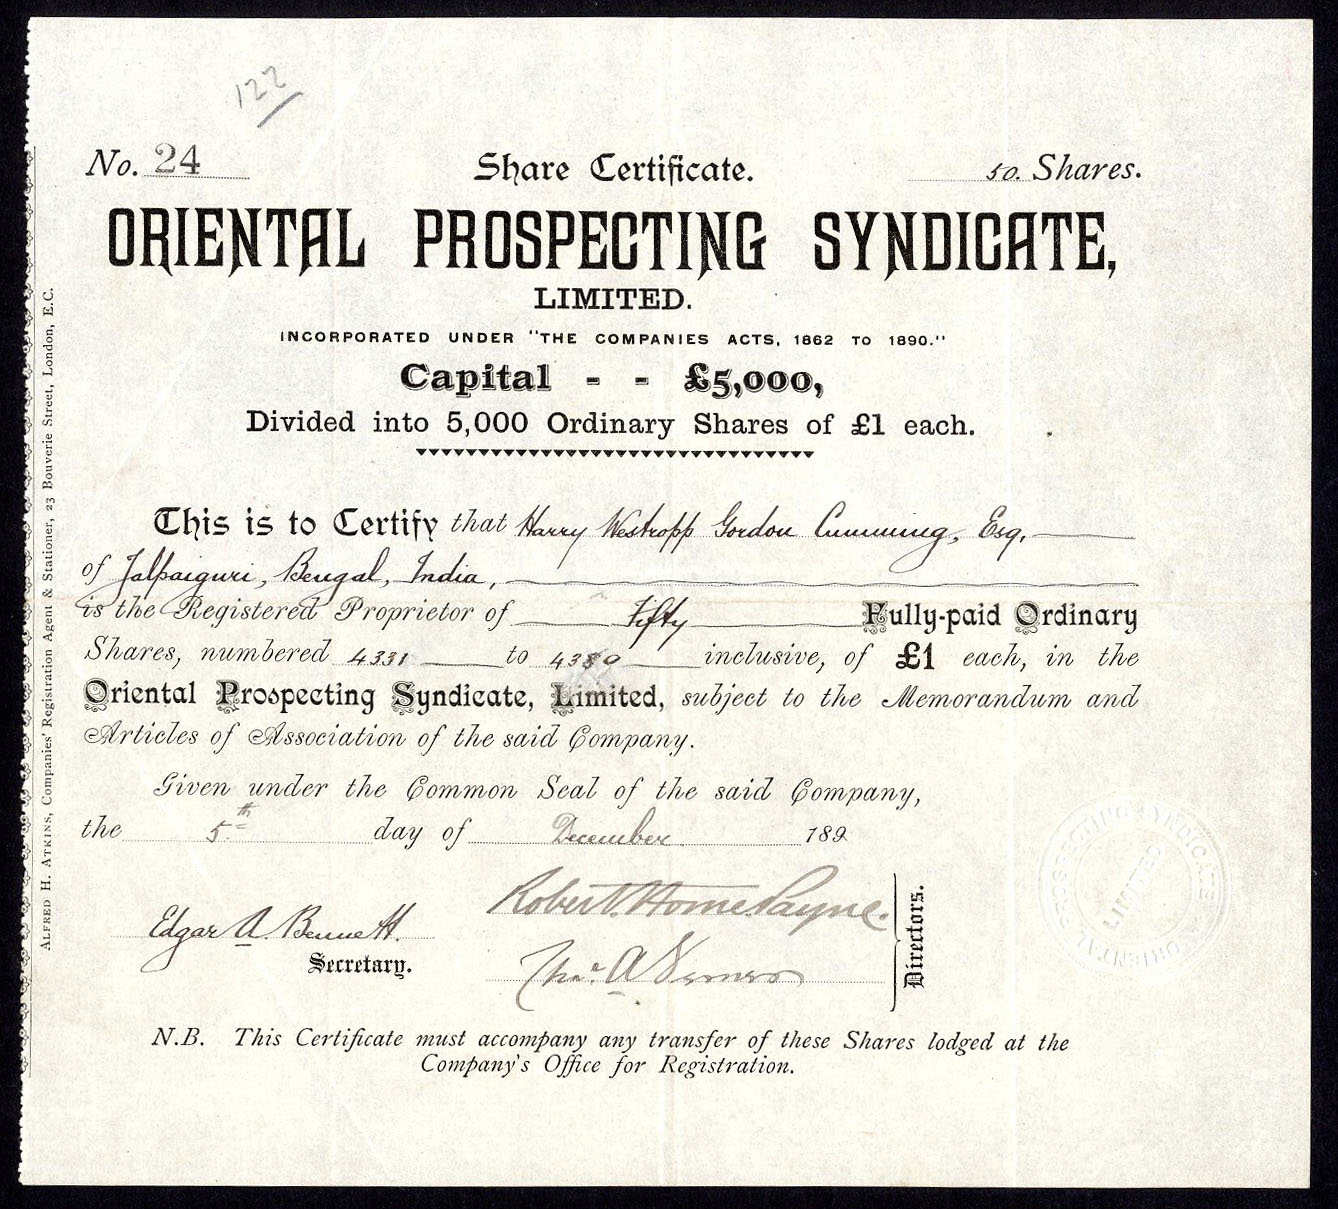 122
No. 24 Share Certificate. 50. Shares.
ORIENTAL PROSPECTING SYNDICATE,
LIMITED.
INCORPORATED UNDER "THE COMPANIES ACTS, 1862 TO 1890."
Capital - - £5,000,
Divided into 5,000 Ordinary Shares of £1 each.
This is to Certify that Harry Westropp Gordon Cumming, Esq.
of Jalpaiguri, Bengal, India,
is the Registered Proprietor of Fifty Fully-paid Ordinary
Shares, numbered 4331 to 4380 inclusive, of £1 each, in the
Oriental Prospecting Syndicate, Limited, subject to the Memorandum and
Articles of Association of the said Company.
Given under the Common Seal of the said Company,
the 5th day of December 189
Edgar A. Bennett.
Secretary.
Robert Horne Payne.
Thos. A.
Directors.
N.B. This Certificate must accompany any transfer of these Shares lodged at the
Company's Office for Registration.
ALFRED H. ATKINS, Companies' Registration Agent & Stationer, 23 Bouverie Street, London, E.C.
ORIENTAL PROSPECTING SYNDICATE
LIMITED